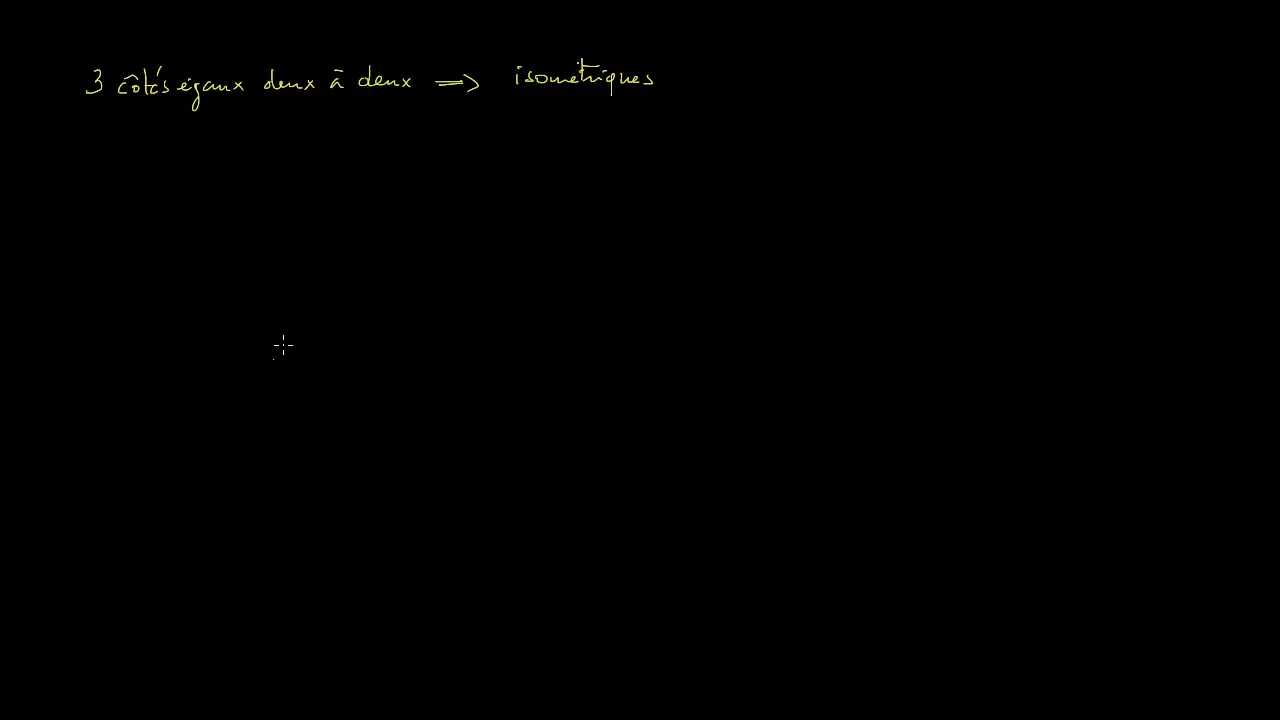 3 côtés égaux deux à deux => isométriques